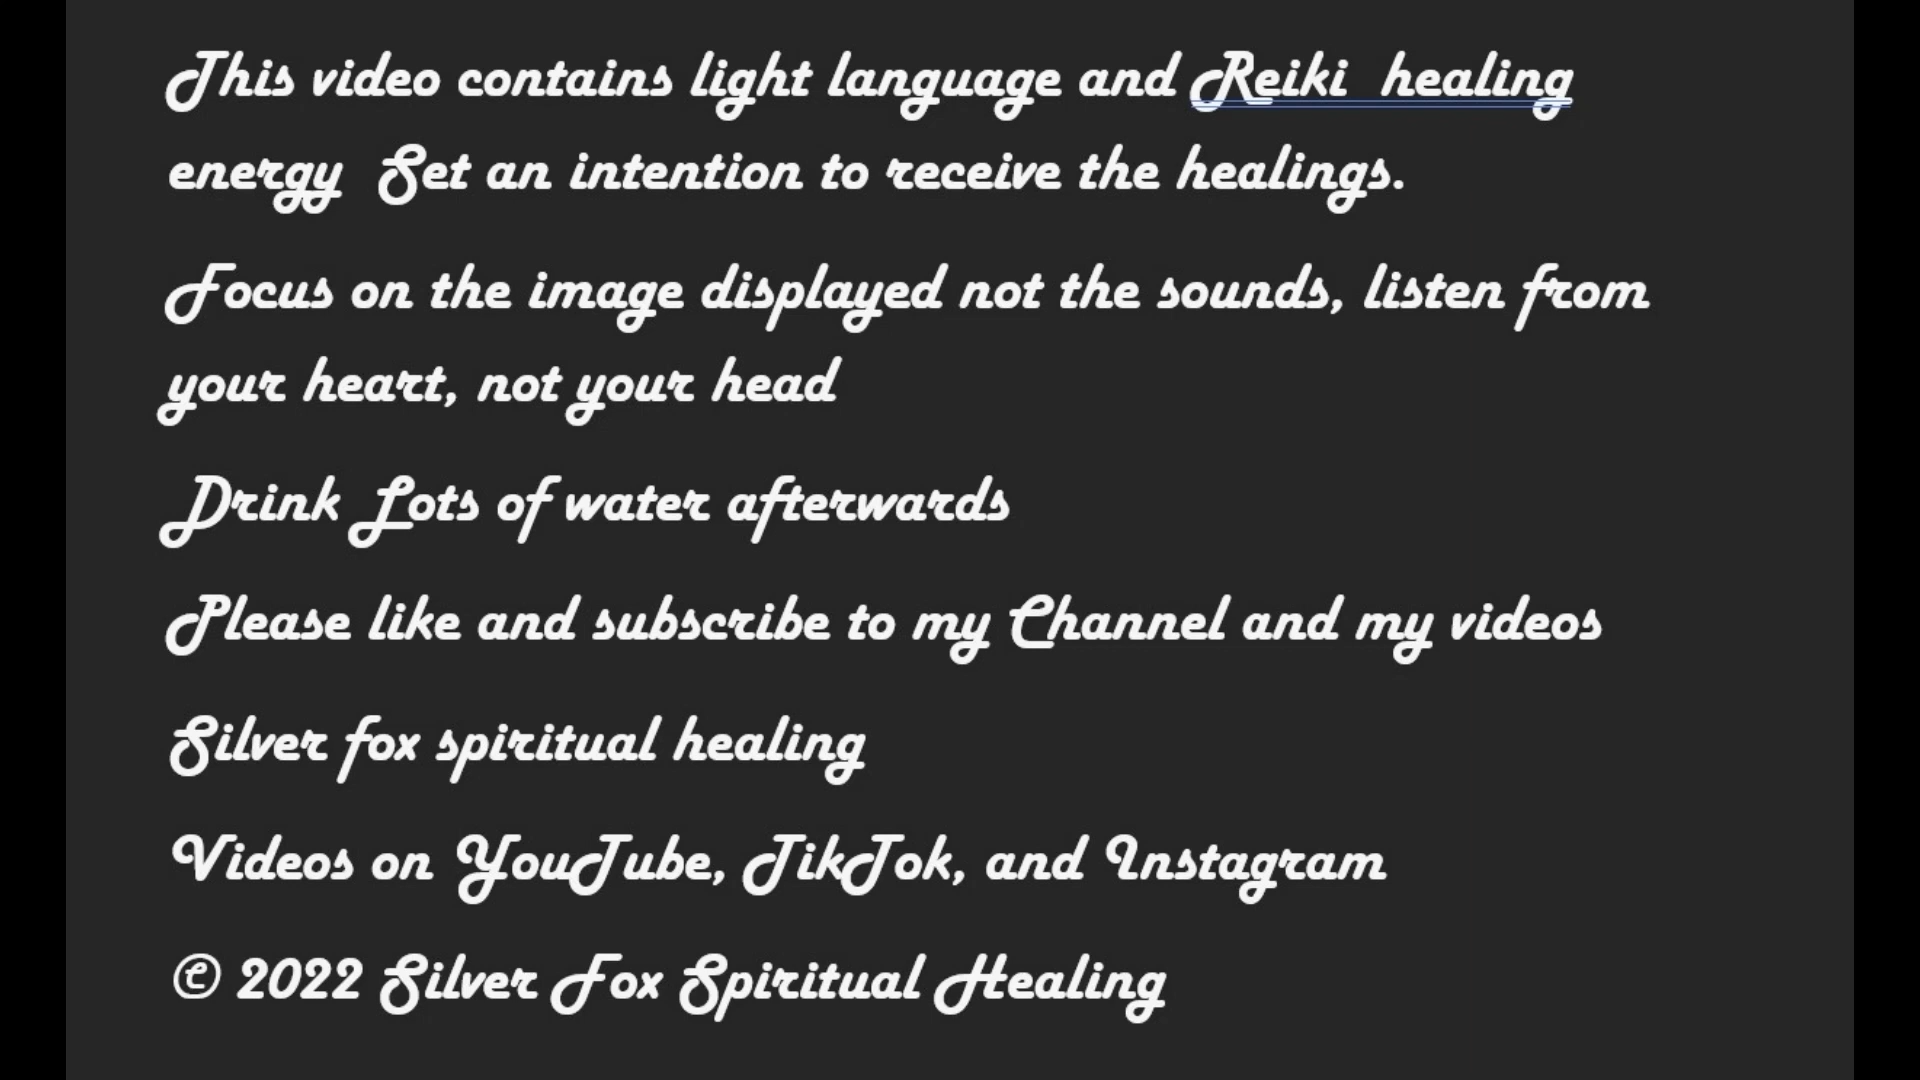 This video contains light language and Reiki  healing
energy  Set an intention to receive the healings.
Focus on the image displayed not the sounds, listen from
your heart, not your head
Drink Lots of water afterwards
Please like and subscribe to my Channel and my videos
Silver fox spiritual healing
Videos on YouTube, TikTok, and Instagram
© 2022 Silver Fox Spiritual Healing